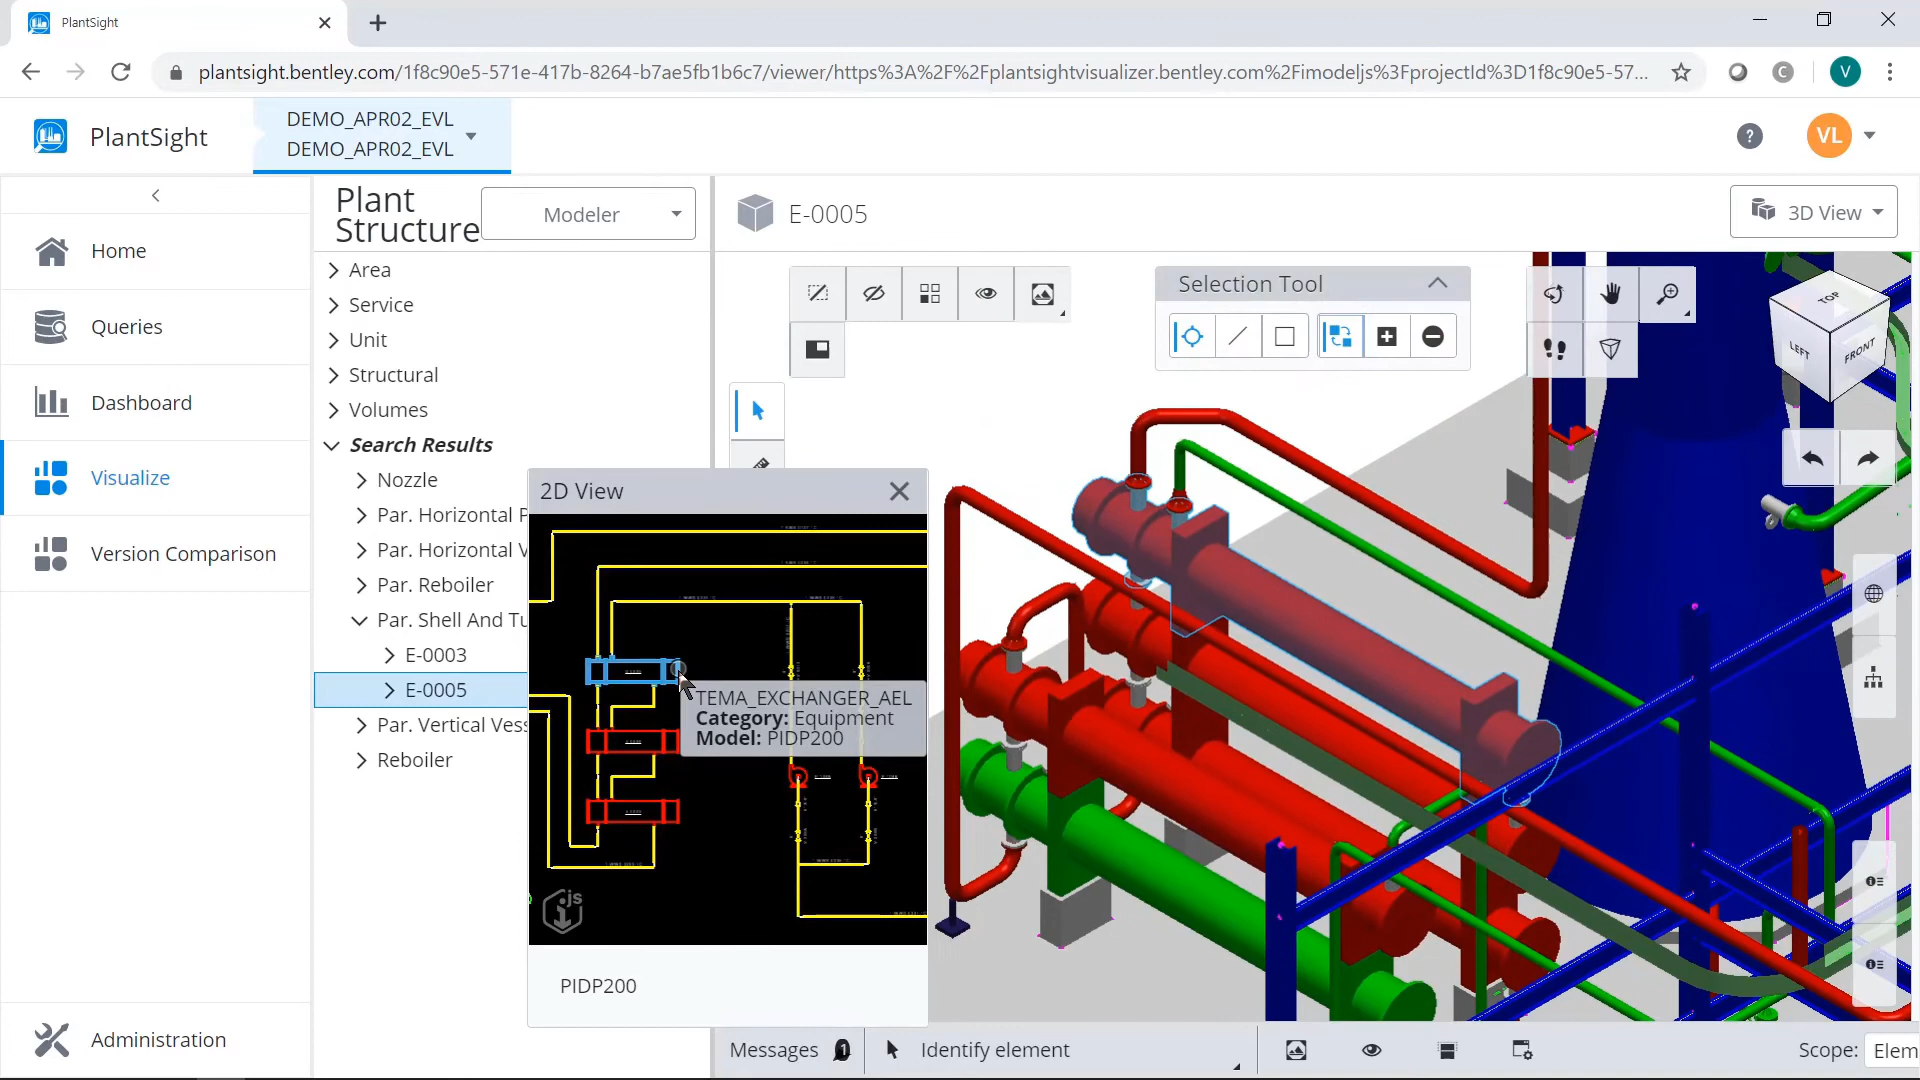 PlantSight
plantsight.bentley.com/1f8c90e5-571e-417b-8264-b7ae5fb1b6c7/viewer/https%3A%2F%2Fplantsightvisualizer.bentley.com%2Fimodeljs%3FprojectId%3D1f8c90e5-57...
C
V
PlantSight
DEMO_APR02_EVL
DEMO_APR02_EVL
?
VL
Home
Queries
Dashboard
Visualize
Version Comparison
Administration
Plant
Structure
Modeler
Area
Service
Unit
Structural
Volumes
Search Results
Nozzle
Par. Horizontal P
Par. Horizontal V
Par. Reboiler
Par. Shell And Tu
E-0003
E-0005
Par. Vertical Vess
Reboiler
E-0005
3D View
Selection Tool
TOP
LEFT
FRONT
2D View
TEMA_EXCHANGER_AEL
Category: Equipment
Model: PIDP200
.js
PIDP200
Messages
1
Identify element
Scope:
Elem